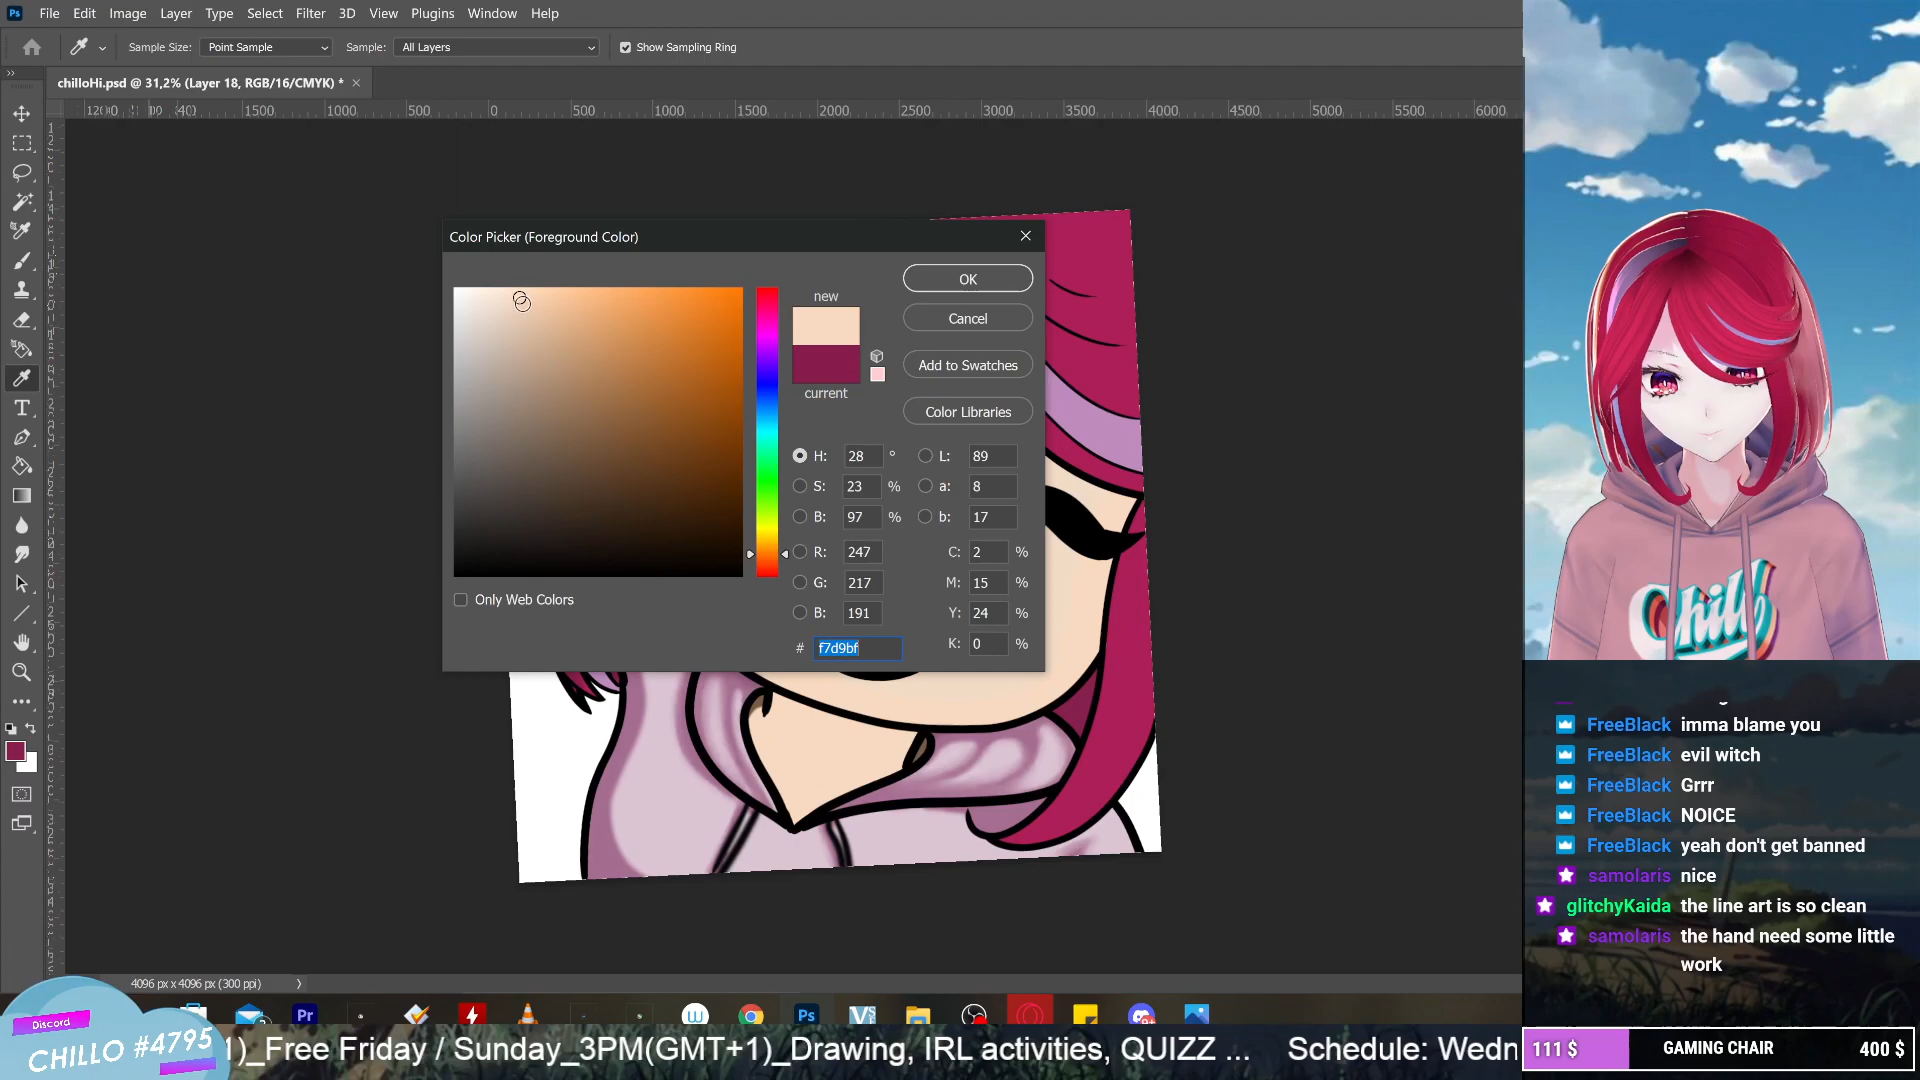 Ps File Edit Image Layer Type Select Filter 3D View Plugins Window Help
Sample Size: Point Sample Sample: All Layers Show Sampling Ring
chilloHi.psd @ 31,2% (Layer 18, RGB/16/CMYK) * ×
1500 1000 500 0 500 1000 1500 2000 2500 3000 3500 4000 4500 5000 5500 6000
Color Picker (Foreground Color)
OK
new
Cancel
Add to Swatches
current
Color Libraries
H: 28 ° L: 89
S: 23 % a: 8
B: 97 % b: 17
R: 247 C: 2 %
G: 217 M: 15 %
B: 191 Y: 24 %
# f7d9bf K: 0 %
Only Web Colors
Chill
FreeBlack imma blame you
FreeBlack evil witch
FreeBlack Grrr
FreeBlack NOICE
FreeBlack yeah don't get banned
samolaris nice
glitchyKaida the line art is so clean
samolaris the hand need some little
work
4096 px x 4096 px (300 ppi)
Pr Ps
Discord
CHILLO #4795
1)_Free Friday / Sunday_3PM(GMT+1)_Drawing, IRL activities, QUIZZ ... Schedule: Wedn
111 $ GAMING CHAIR 400 $